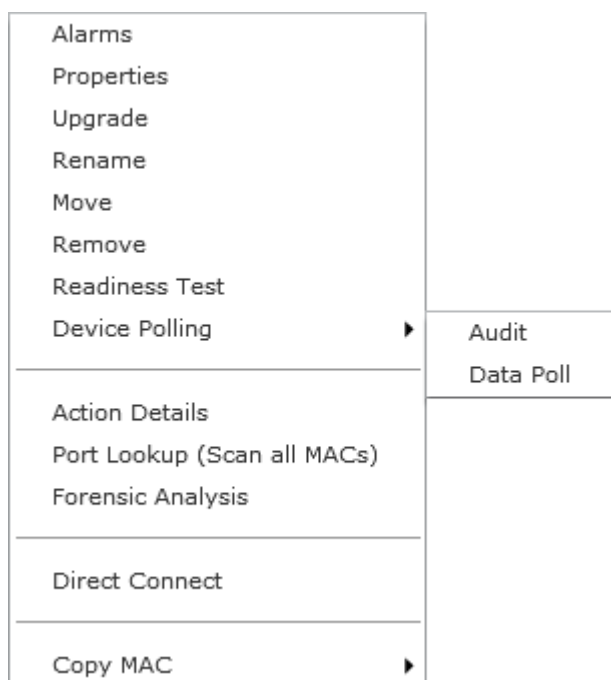 Alarms
Properties
Upgrade
Rename
Move
Remove
Readiness Test
Device Polling
Audit
Data Poll
Action Details
Port Lookup (Scan all MACs)
Forensic Analysis
Direct Connect
Copy MAC